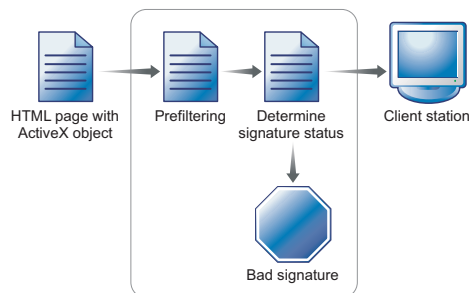 HTML page with
ActiveX object
Prefiltering
Determine
signature status
Client station
Bad signature